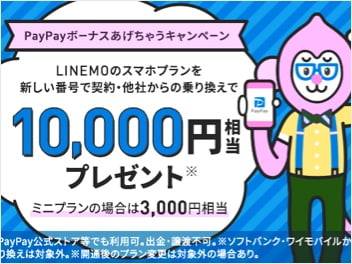 PayPayボーナスあげちゃうキャンペーン
LINEMOのスマホプランを
新しい番号で契約・他社からの乗り換えで
10,000円相当
プレゼント※
ミニプランの場合は3,000円相当
PayPay
PayPay公式ストア等でも利用可。出金・譲渡不可。※ソフトバンク・ワイモバイルか
り換えは対象外。※開通後のプラン変更は対象外の場合あり。